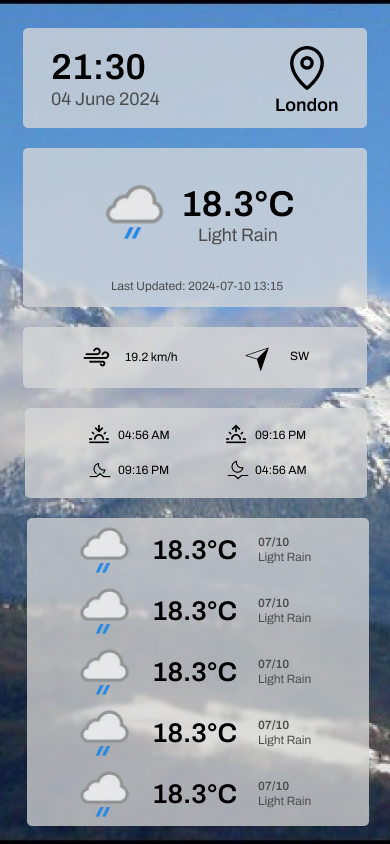 21:30
04 June 2024
London
18.3°C
Light Rain
Last Updated: 2024-07-10 13:15
19.2 km/h
SW
04:56 AM
09:16 PM
09:16 PM
04:56 AM
18.3°C
07/10
Light Rain
18.3°C
07/10
Light Rain
18.3°C
07/10
Light Rain
18.3°C
07/10
Light Rain
18.3°C
07/10
Light Rain